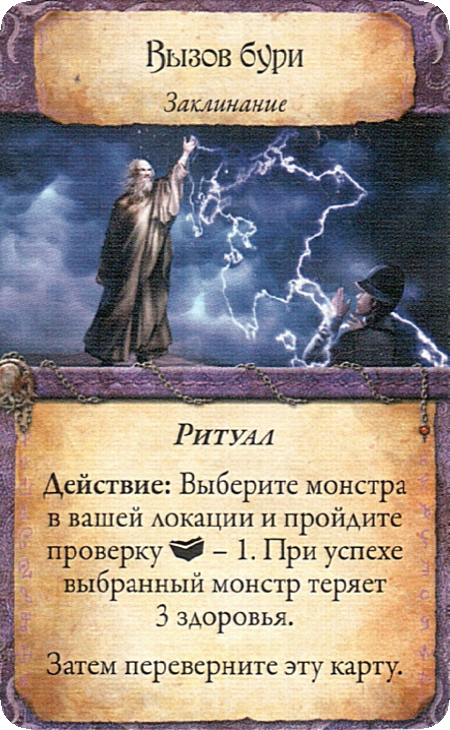 Вызов бури
Заклинание
Ритуал
Действие: Выберите монстра
в вашей локации и пройдите
проверку – 1. При успехе
выбранный монстр теряет
3 здоровья.
Затем переверните эту карту.